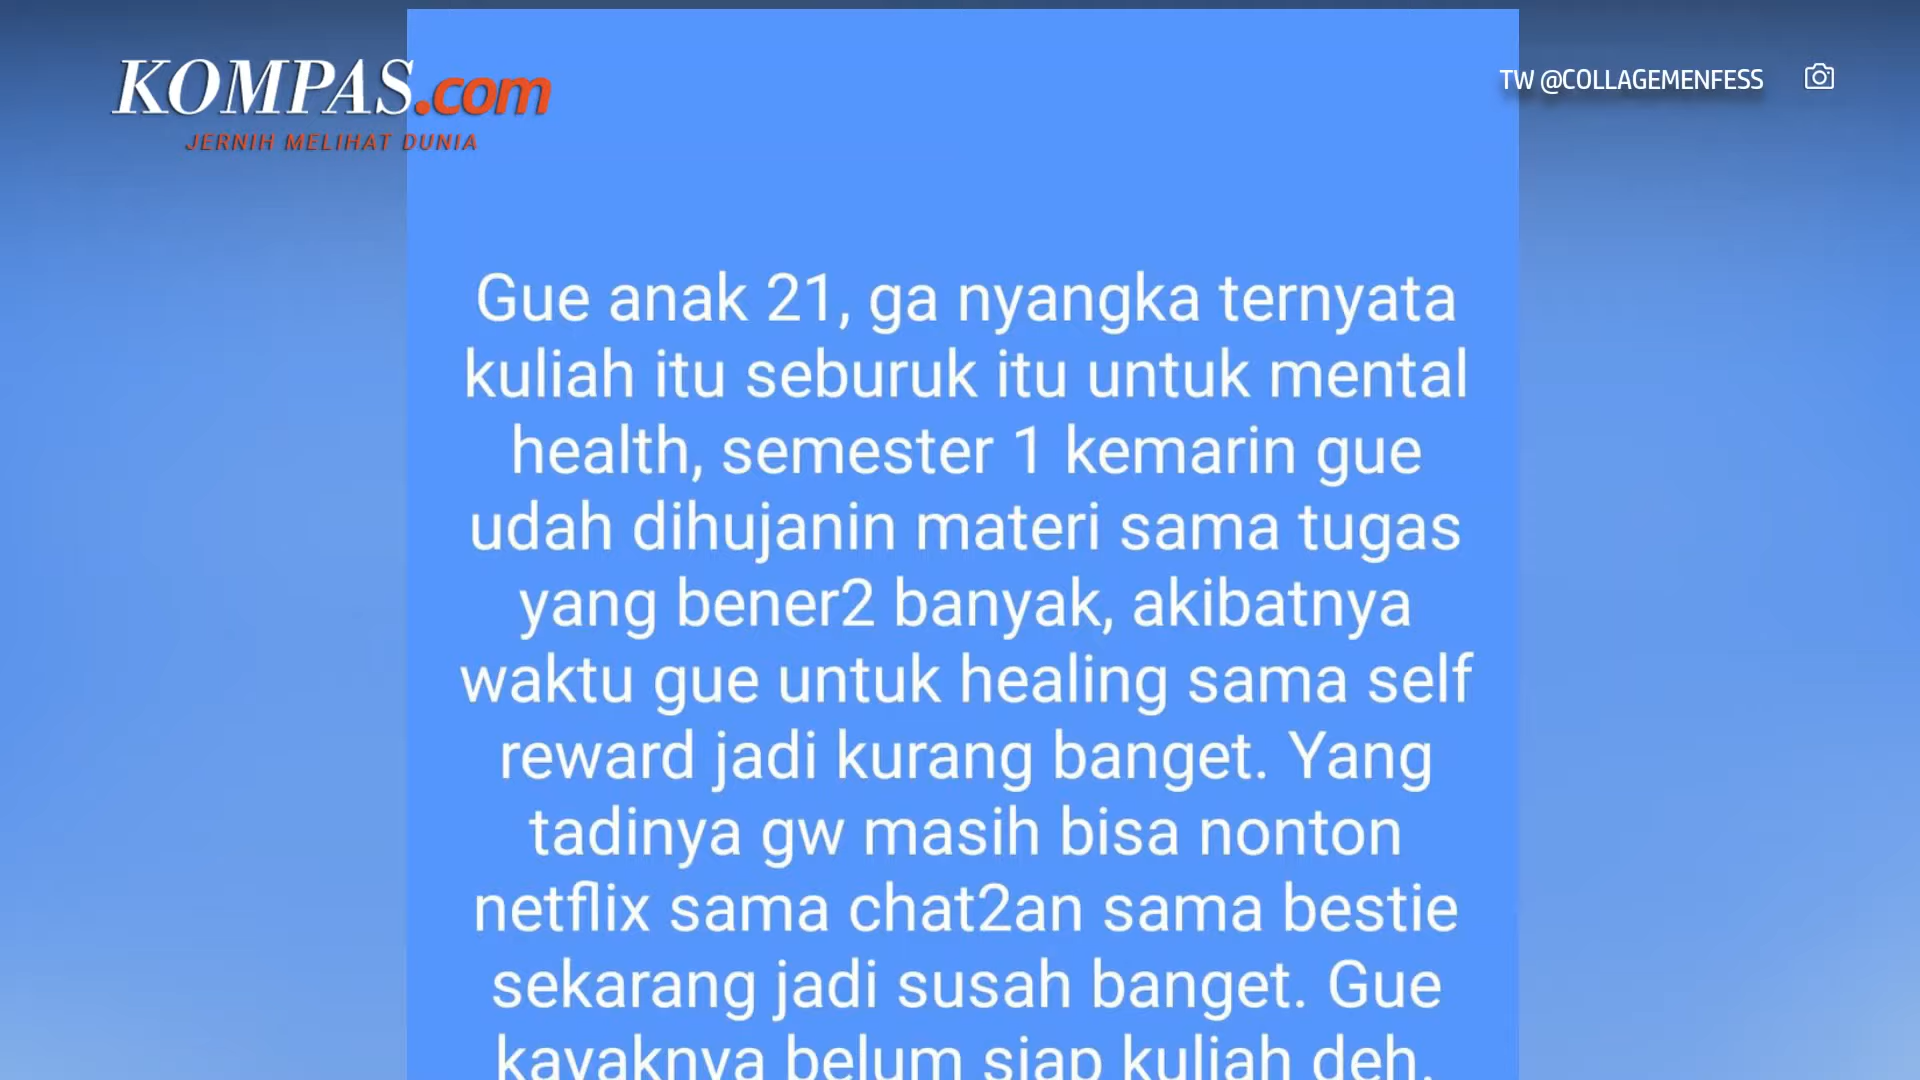 KOMPAS.com
JERNIH MELIHAT DUNIA
TW @COLLAGEMENFESS
Gue anak 21, ga nyangka ternyata
kuliah itu seburuk itu untuk mental
health, semester 1 kemarin gue
udah dihujanin materi sama tugas
yang bener2 banyak, akibatnya
waktu gue untuk healing sama self
reward jadi kurang banget. Yang
tadinya gw masih bisa nonton
netflix sama chat2an sama bestie
sekarang jadi susah banget. Gue
kayaknya belum siap kuliah deh.